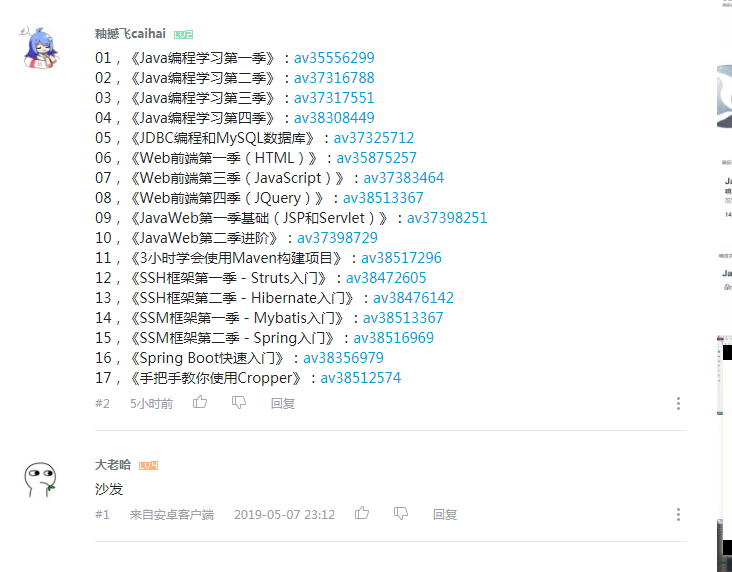 釉撼飞caihai LV2
01，《Java编程学习第一季》：av35556299
02，《Java编程学习第二季》：av37316788
03，《Java编程学习第三季》：av37317551
04，《Java编程学习第四季》：av38308449
05，《JDBC编程和MySQL数据库》：av37325712
06，《Web前端第一季（HTML）》：av35875257
07，《Web前端第三季（JavaScript）》：av37383464
08，《Web前端第四季（JQuery）》：av38513367
09，《JavaWeb第一季基础（JSP和Servlet）》：av37398251
10，《JavaWeb第二季进阶》：av37398729
11，《3小时学会使用Maven构建项目》：av38517296
12，《SSH框架第一季 - Struts入门》：av38472605
13，《SSH框架第二季 - Hibernate入门》：av38476142
14，《SSM框架第一季 - Mybatis入门》：av38513367
15，《SSM框架第二季 - Spring入门》：av38516969
16，《Spring Boot快速入门》：av38356979
17，《手把手教你使用Cropper》：av38512574
#2 5小时前 回复
大老哈 LV4
沙发
#1 来自安卓客户端 2019-05-07 23:12 回复